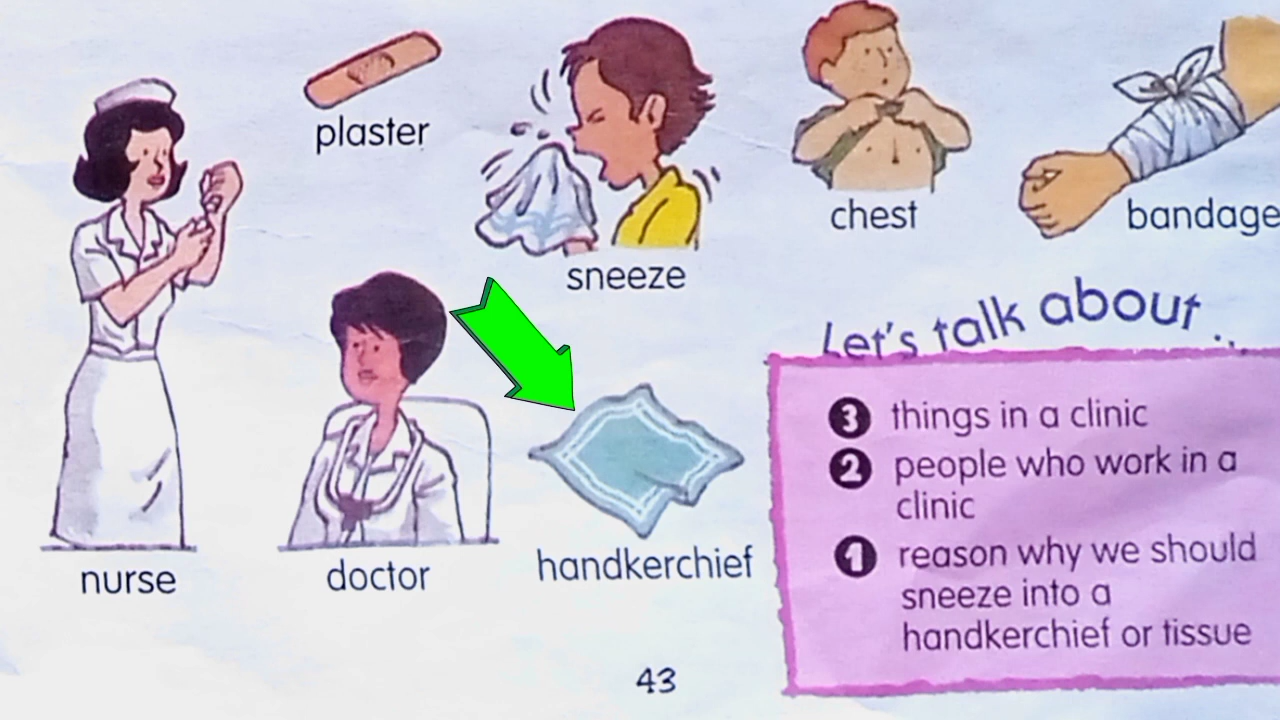 plaster
sneeze
chest
bandage
nurse
doctor
handkerchief
Let's talk about ...
3 things in a clinic
2 people who work in a
clinic
1 reason why we should
sneeze into a
handkerchief or tissue
43